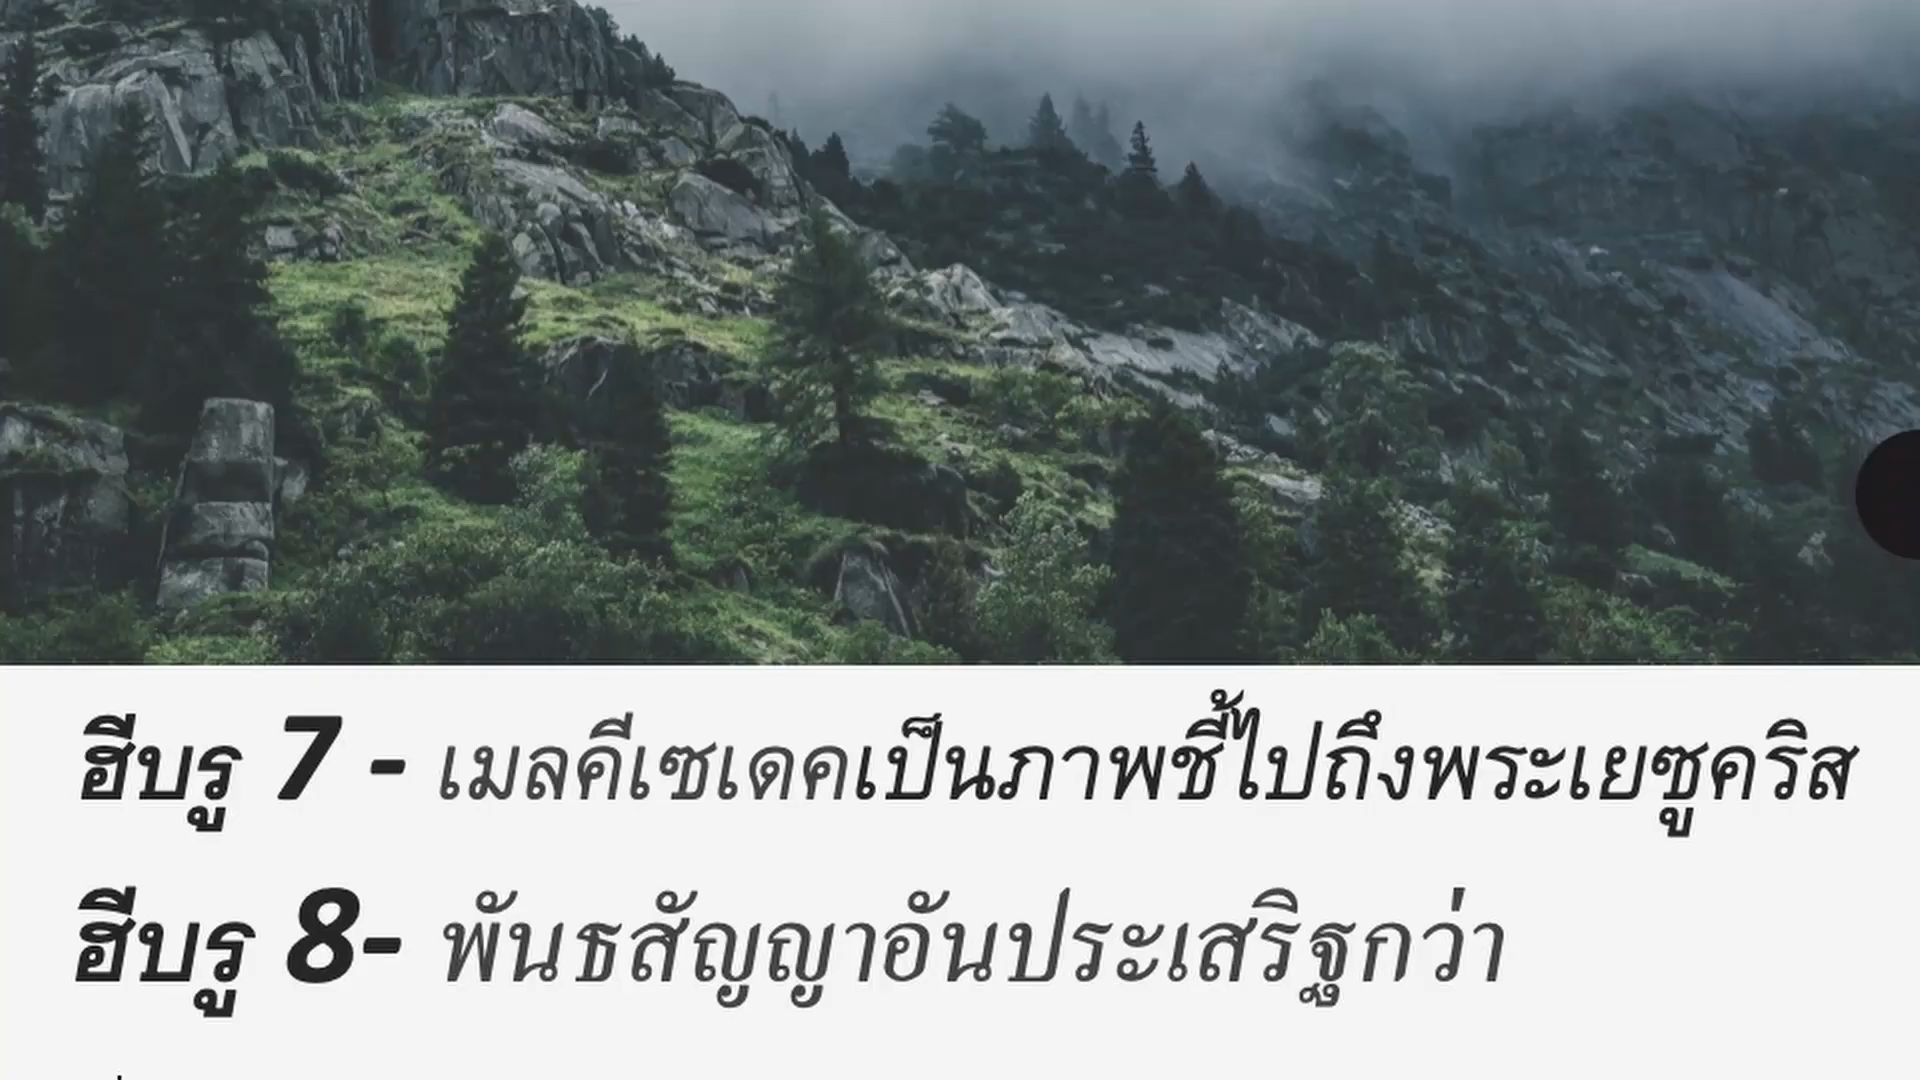 ฮีบรู 7 - เมลคีเซเดคเป็นภาพชี้ไปถึงพระเยซูคริส
ฮีบรู 8- พันธสัญญาอันประเสริฐกว่า